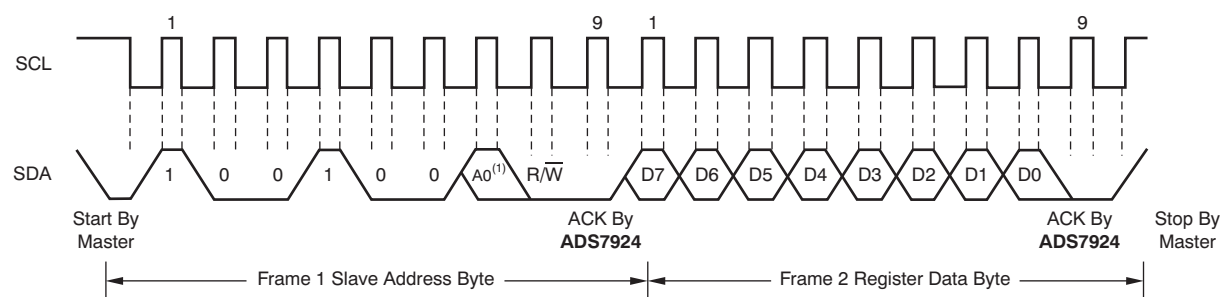 1 9 1 9
SCL
SDA
1 0 0 1 0 0 A0(1) R/W D7 D6 D5 D4 D3 D2 D1 D0
Start By
Master
ACK By
ADS7924
ACK By
ADS7924
Stop By
Master
Frame 1 Slave Address Byte
Frame 2 Register Data Byte